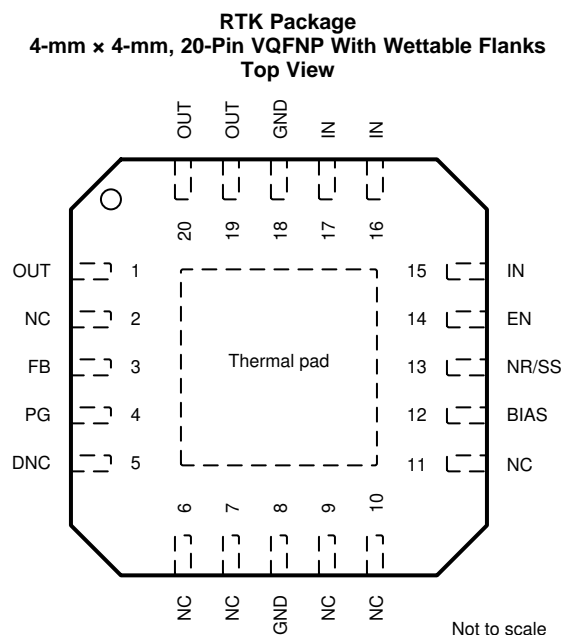 RTK Package
4-mm × 4-mm, 20-Pin VQFNP With Wettable Flanks
Top View
OUT OUT GND IN IN
20 19 18 17 16
OUT 1 15 IN
NC 2 14 EN
FB 3 Thermal pad 13 NR/SS
PG 4 12 BIAS
DNC 5 11 NC
6 7 8 9 10
NC NC GND NC NC
Not to scale